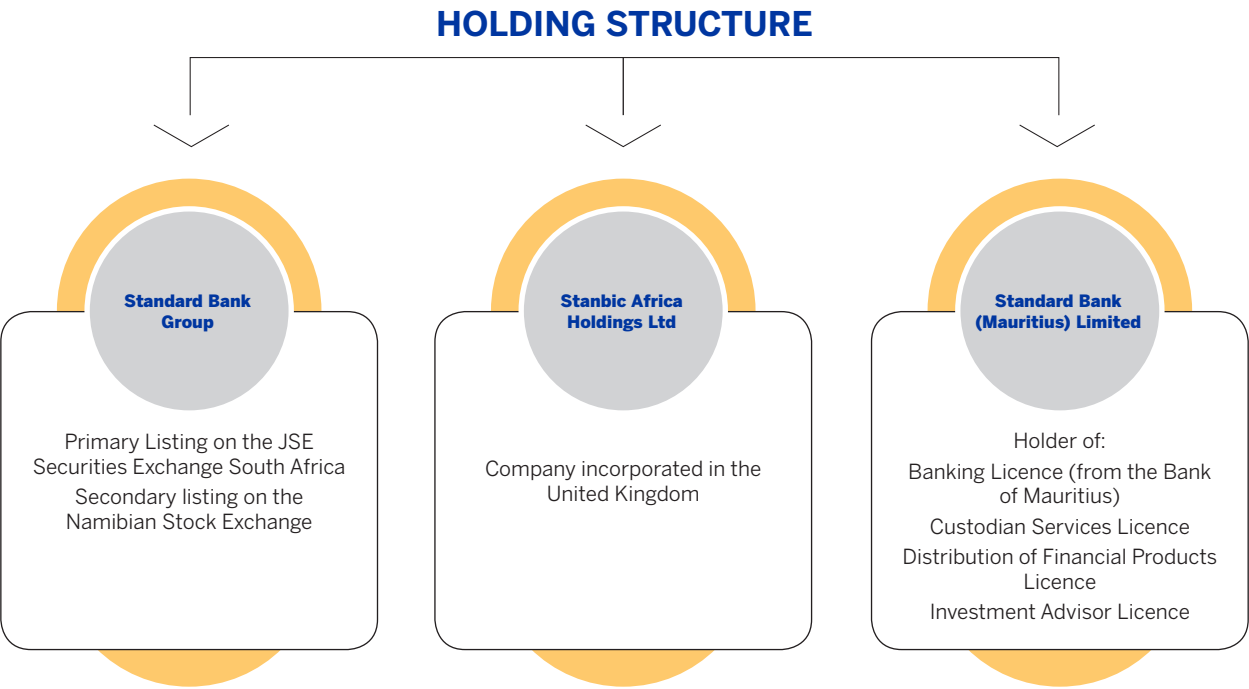 HOLDING STRUCTURE
Standard Bank
Group
Primary Listing on the JSE
Securities Exchange South Africa
Secondary listing on the
Namibian Stock Exchange
Stanbic Africa
Holdings Ltd
Company incorporated in the
United Kingdom
Standard Bank
(Mauritius) Limited
Holder of:
Banking Licence (from the Bank
of Mauritius)
Custodian Services Licence
Distribution of Financial Products
Licence
Investment Advisor Licence